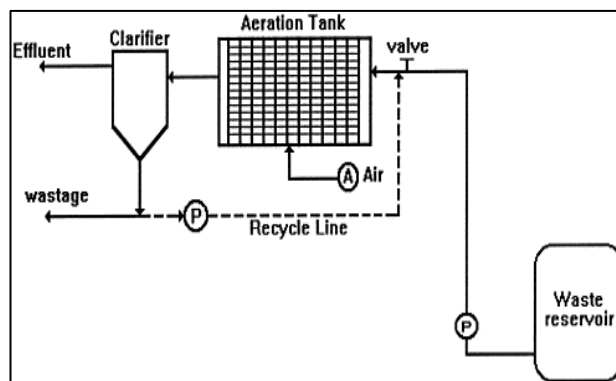 Aeration Tank
Clarifier
valve
Effluent
A Air
wastage
P
Recycle Line
Waste
reservoir
P